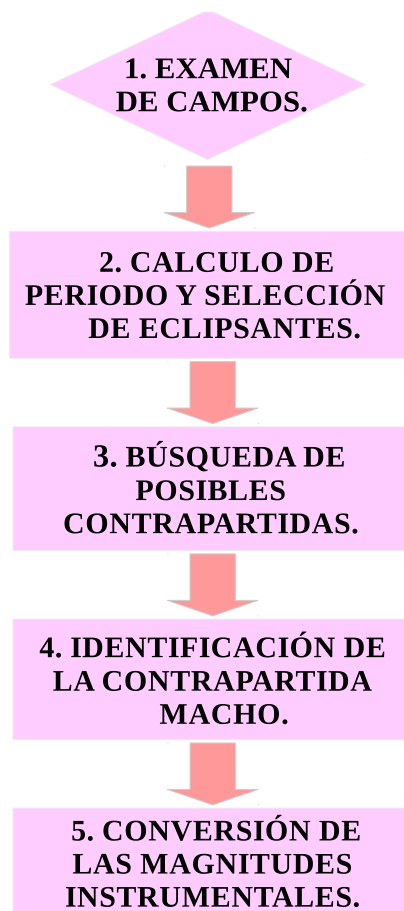 1. EXAMEN
DE CAMPOS.
2. CALCULO DE
PERIODO Y SELECCIÓN
DE ECLIPSANTES.
3. BÚSQUEDA DE
POSIBLES
CONTRAPARTIDAS.
4. IDENTIFICACIÓN DE
LA CONTRAPARTIDA
MACHO.
5. CONVERSIÓN DE
LAS MAGNITUDES
INSTRUMENTALES.